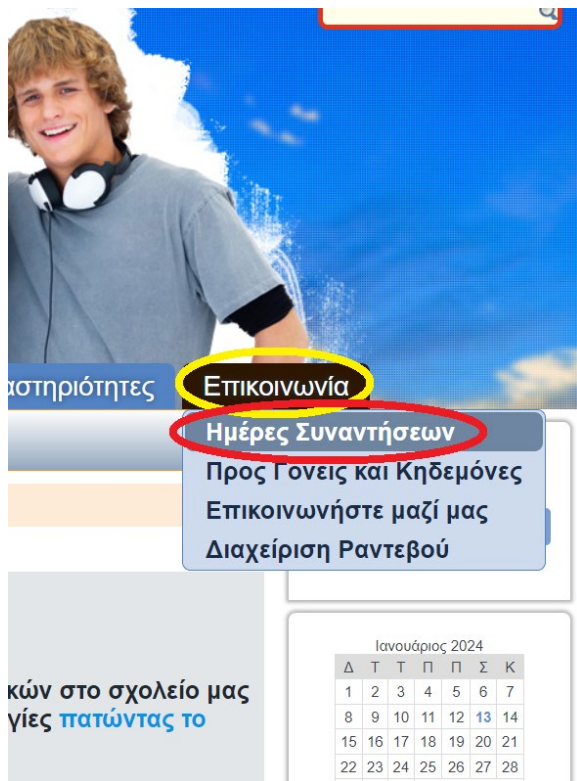 αστηριότητες Επικοινωνία
Ημέρες Συναντήσεων
Προς Γονείς και Κηδεμόνες
Επικοινωνήστε μαζί μας
Διαχείριση Ραντεβού
κών στο σχολείο μας
γίες πατώντας το
Ιανουάριος 2024
Δ Τ Τ Π Π Σ Κ
1 2 3 4 5 6 7
8 9 10 11 12 13 14
15 16 17 18 19 20 21
22 23 24 25 26 27 28